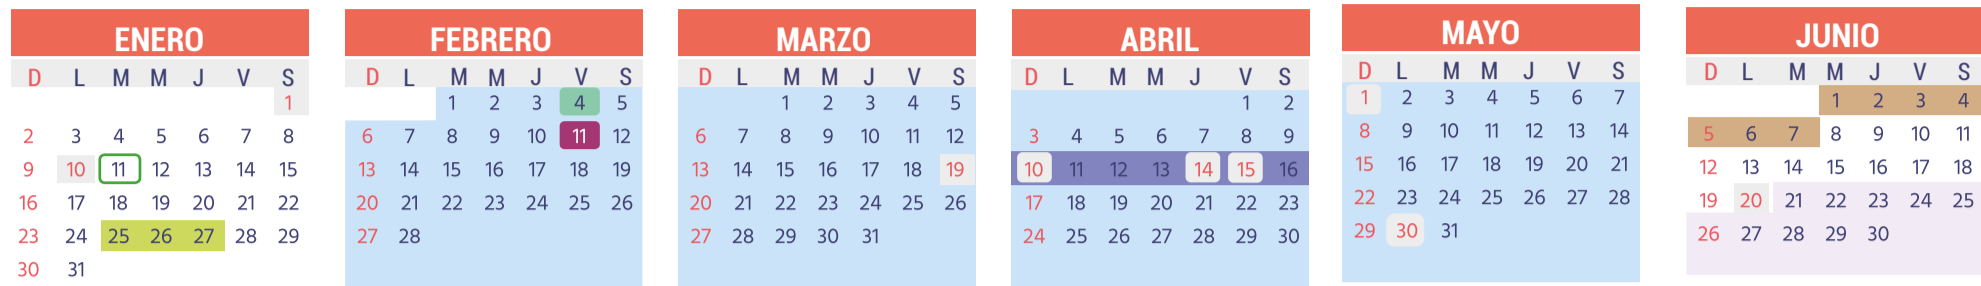 ENERO
D L M M J V S
1
2 3 4 5 6 7 8
9 10 11 12 13 14 15
16 17 18 19 20 21 22
23 24 25 26 27 28 29
30 31
FEBRERO
D L M M J V S
1 2 3 4 5
6 7 8 9 10 11 12
13 14 15 16 17 18 19
20 21 22 23 24 25 26
27 28
MARZO
D L M M J V S
1 2 3 4 5
6 7 8 9 10 11 12
13 14 15 16 17 18 19
20 21 22 23 24 25 26
27 28 29 30 31
ABRIL
D L M M J V S
1 2
3 4 5 6 7 8 9
10 11 12 13 14 15 16
17 18 19 20 21 22 23
24 25 26 27 28 29 30
MAYO
D L M M J V S
1 2 3 4 5 6 7
8 9 10 11 12 13 14
15 16 17 18 19 20 21
22 23 24 25 26 27 28
29 30 31
JUNIO
D L M M J V S
1 2 3 4
5 6 7 8 9 10 11
12 13 14 15 16 17 18
19 20 21 22 23 24 25
26 27 28 29 30